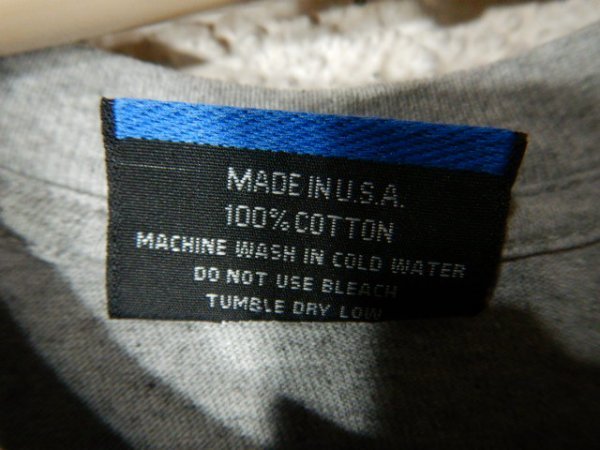 MADE IN U.S.A.
100% COTTON
MACHINE WASH IN COLD WATER
DO NOT USE BLEACH
TUMBLE DRY LOW